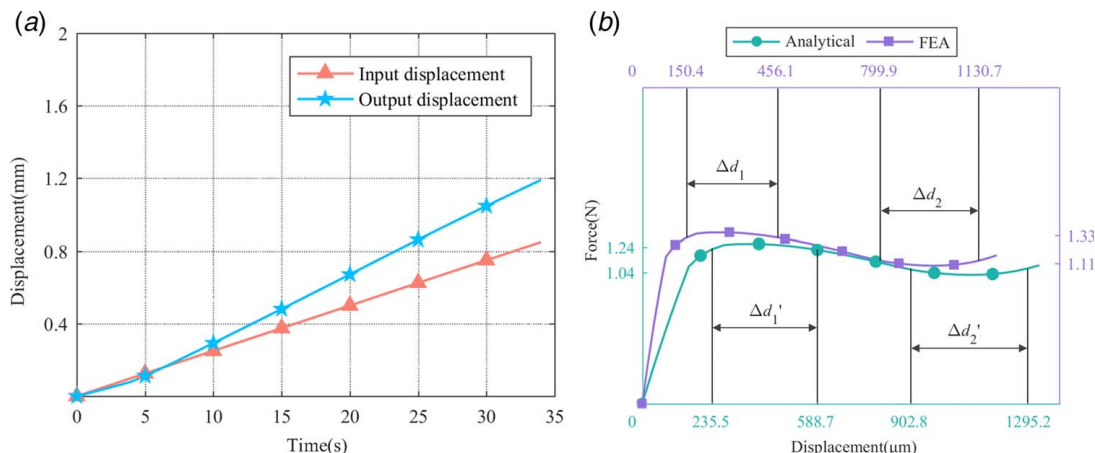 (a)
2
1.6
1.2
0.8
0.4
Displacement(mm)
Input displacement
Output displacement
0 5 10 15 20 25 30 35
Time(s)
(b)
Analytical FEA
0 150.4 456.1 799.9 1130.7
Δd1
Δd2
Force(N)
1.24
1.04
1.33
1.11
Δd1'
Δd2'
0 235.5 588.7 902.8 1295.2
Displacement(μm)